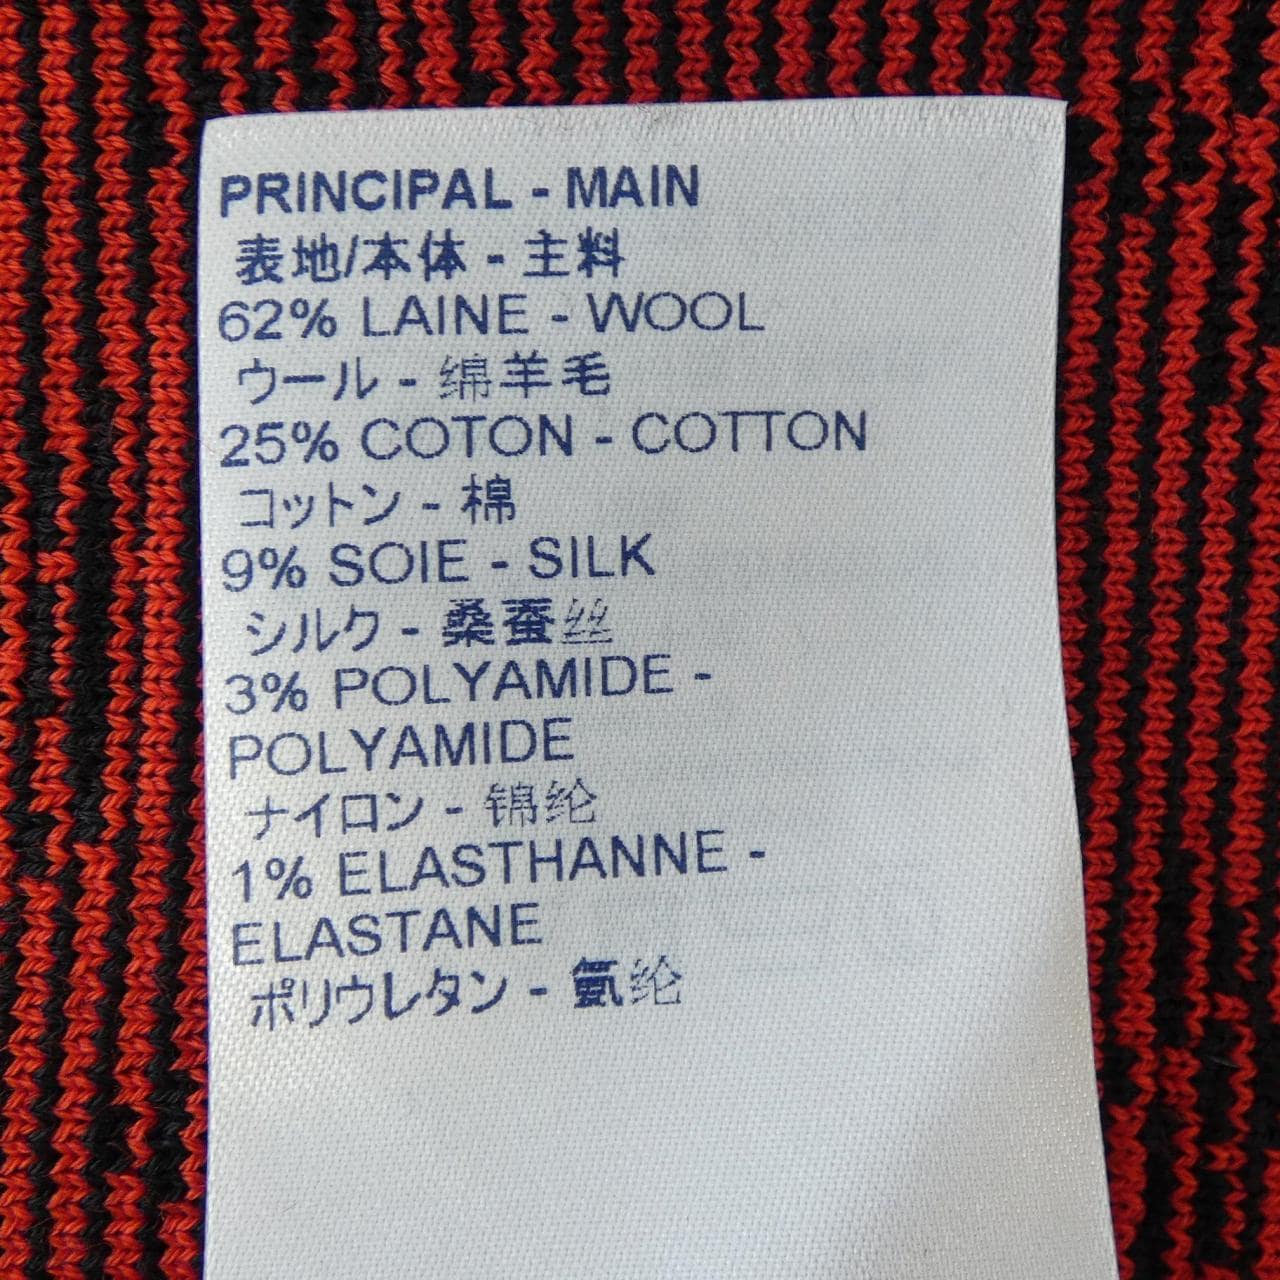 PRINCIPAL - MAIN
表地/本体 - 主料
62% LAINE - WOOL
ウール - 绵羊毛
25% COTON - COTTON
コットン - 棉
9% SOIE - SILK
シルク - 桑蚕丝
3% POLYAMIDE -
POLYAMIDE
ナイロン - 锦纶
1% ELASTHANNE -
ELASTANE
ポリウレタン - 氨纶